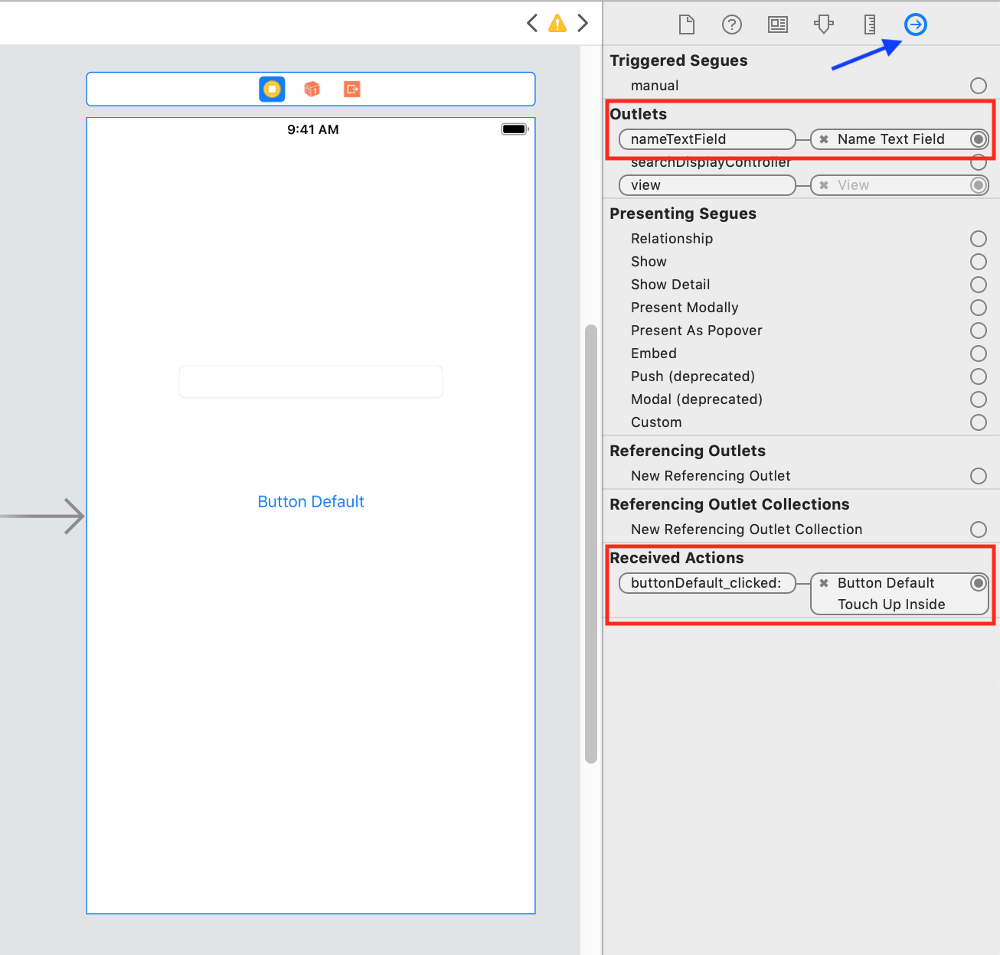 9:41 AM
Button Default
Triggered Segues
manual
Outlets
nameTextField
Name Text Field
searchDisplayController
view
View
Presenting Segues
Relationship
Show
Show Detail
Present Modally
Present As Popover
Embed
Push (deprecated)
Modal (deprecated)
Custom
Referencing Outlets
New Referencing Outlet
Referencing Outlet Collections
New Referencing Outlet Collection
Received Actions
buttonDefault_clicked:
Button Default
Touch Up Inside